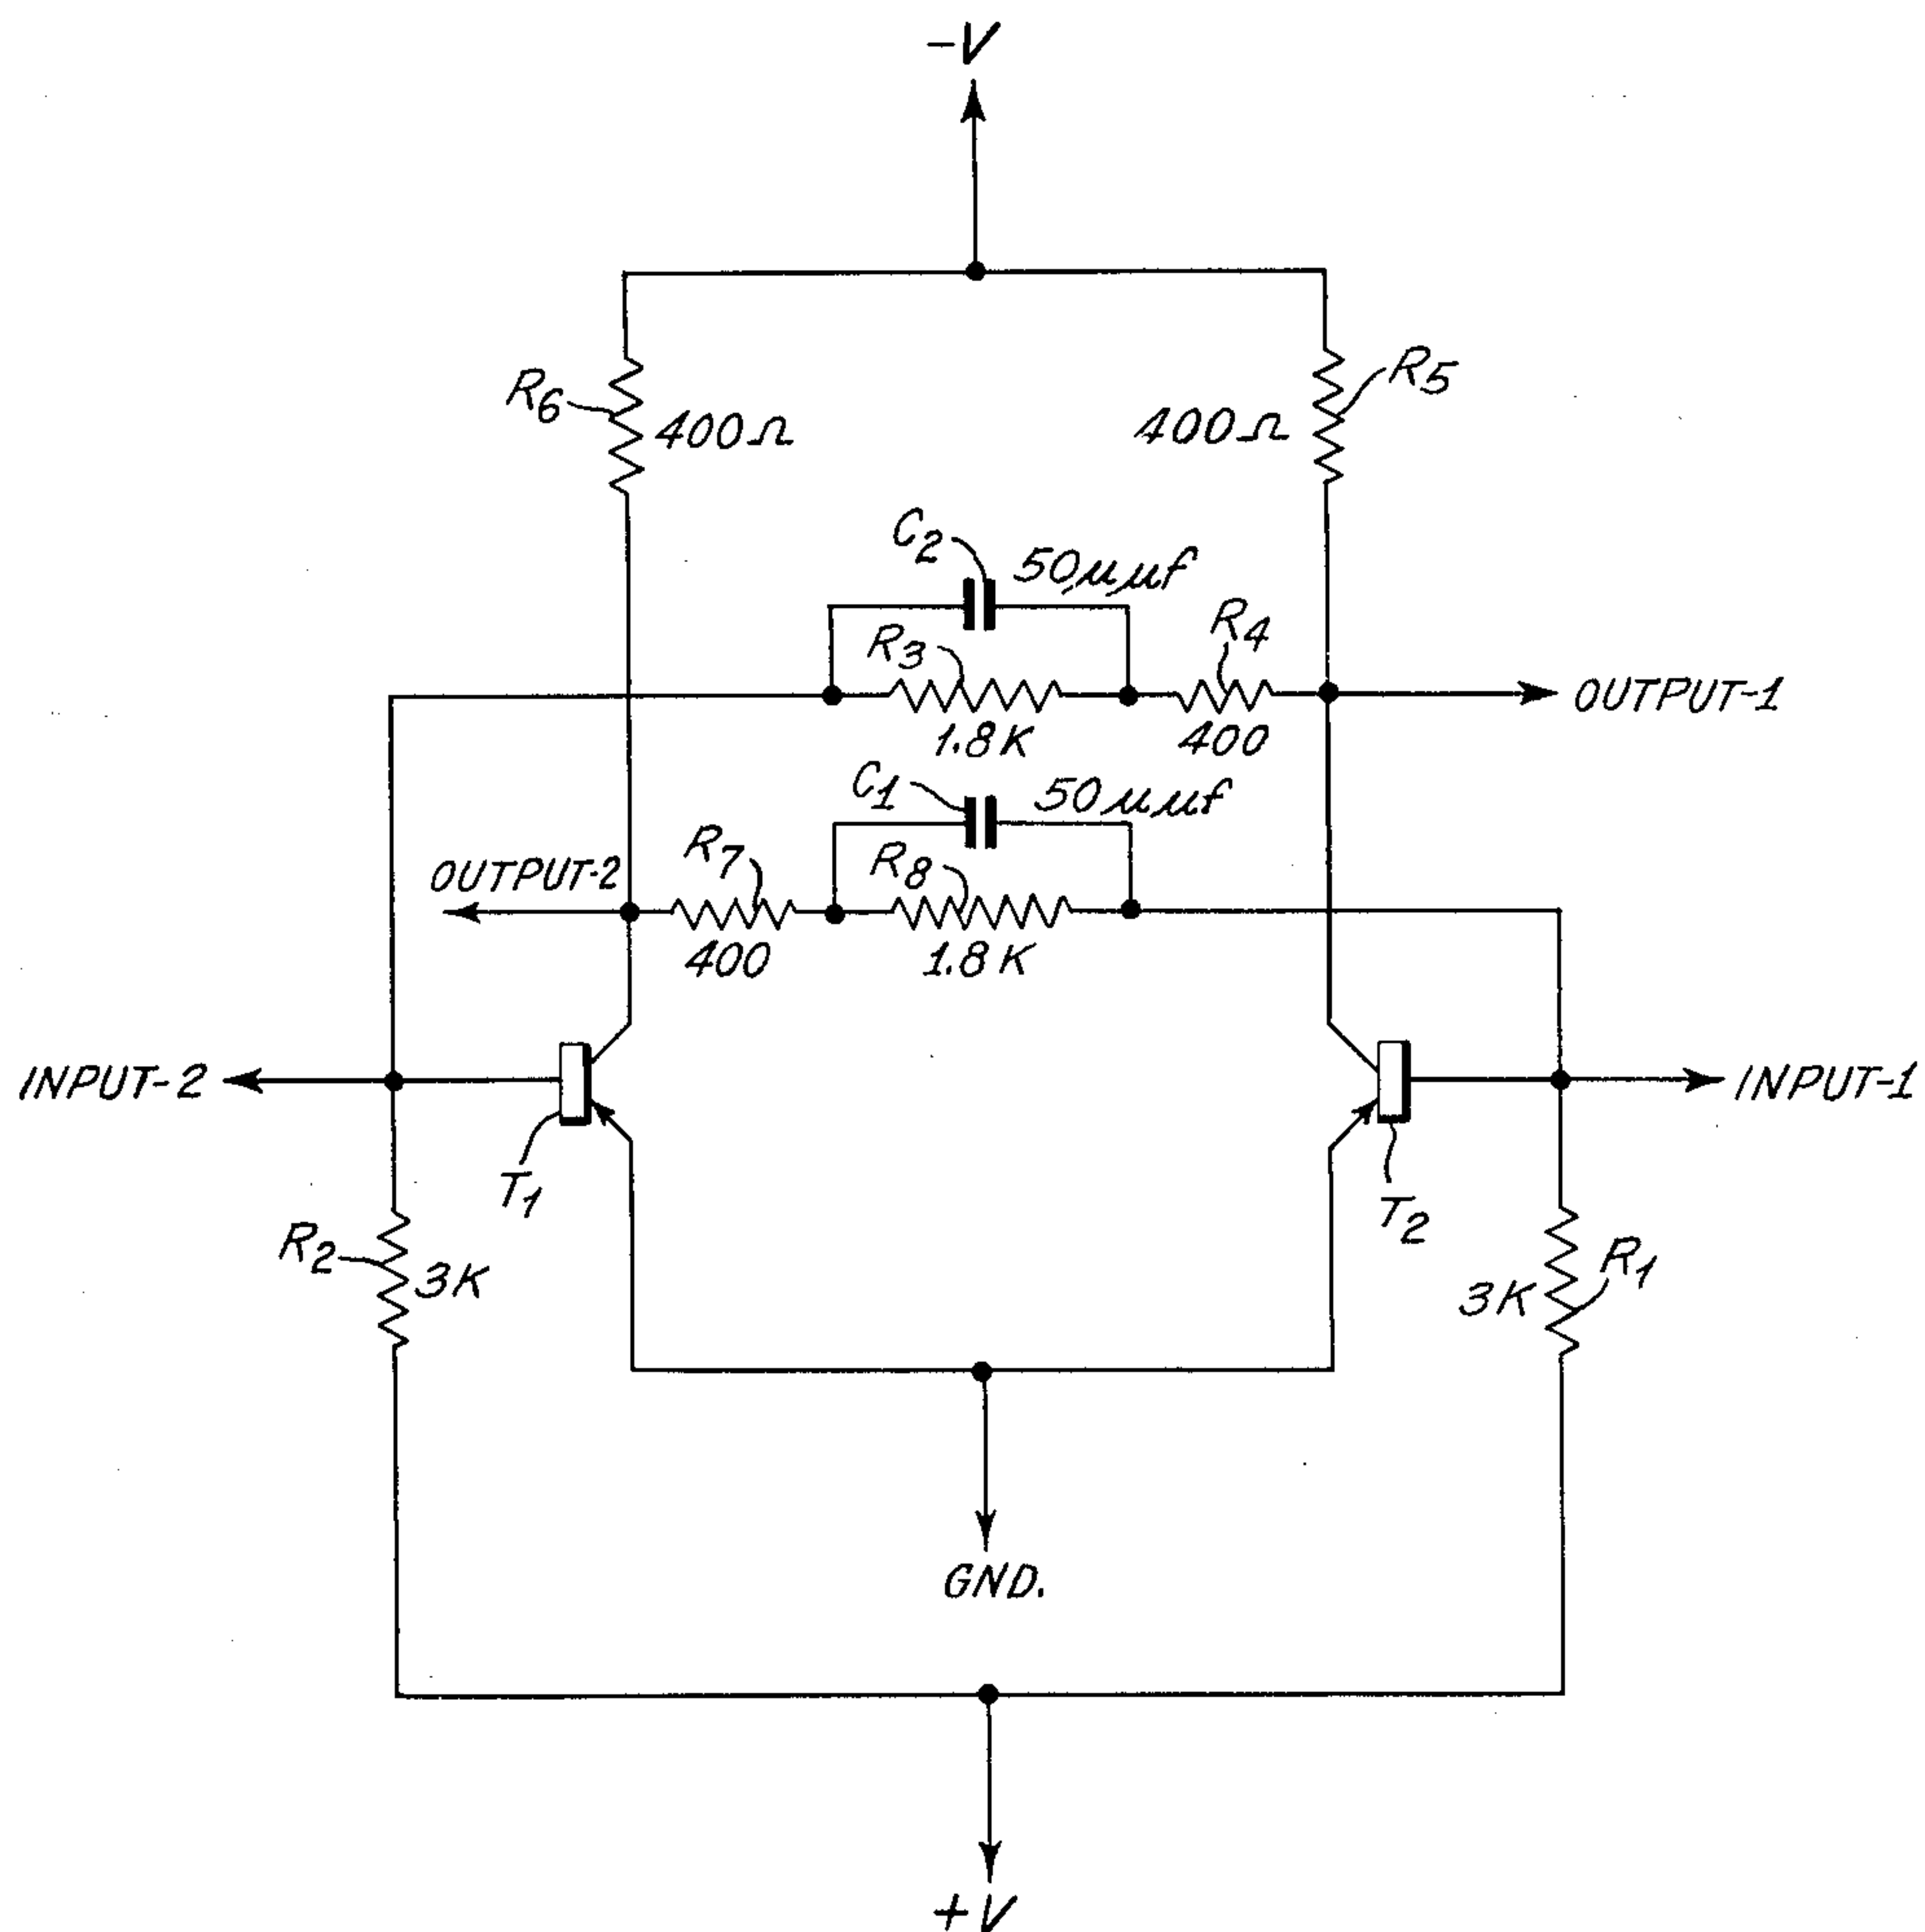 -V
R6
400Ω
400Ω
R5
C2
50μμf
R3
R4
OUTPUT-1
1.8K
400
C1
50μμf
R7
R8
OUTPUT-2
400
1.8K
INPUT-2
INPUT-1
T1
T2
R2
3K
3K
R1
GND.
+V